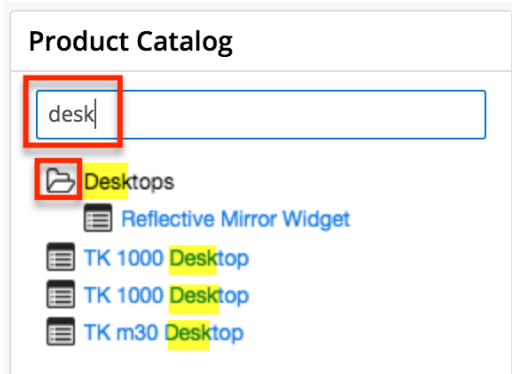 Product Catalog
desk
Desktops
Reflective Mirror Widget
TK 1000 Desktop
TK 1000 Desktop
TK m30 Desktop